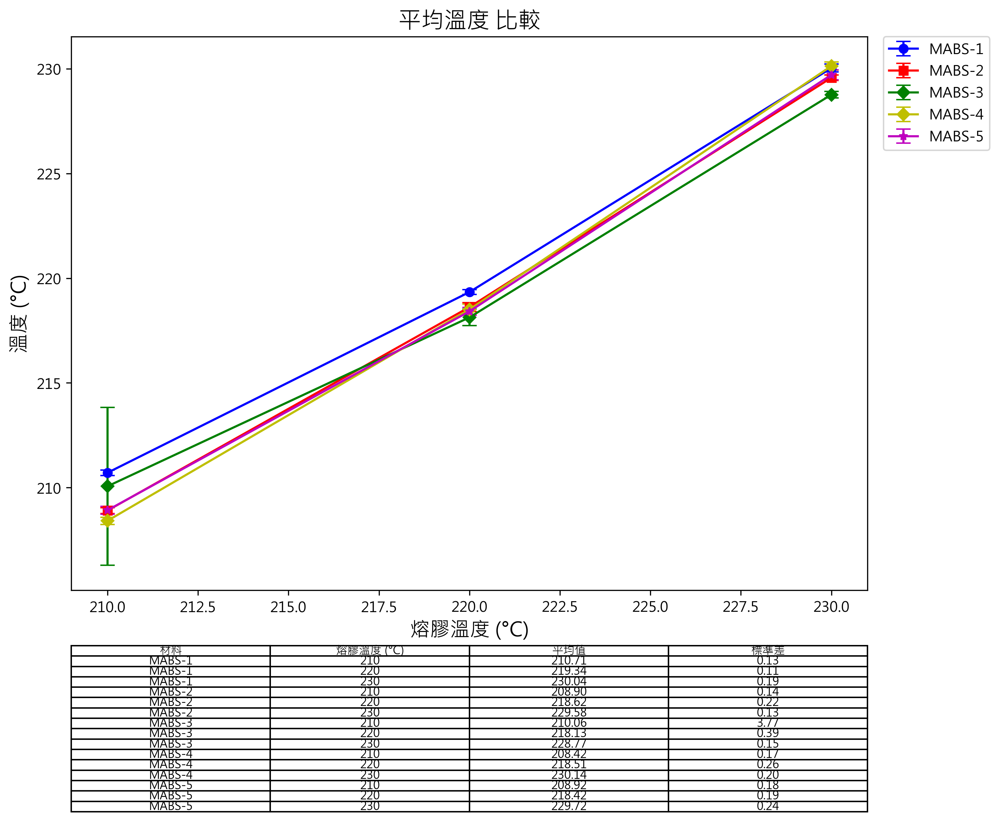 平均溫度 比較
MABS-1
MABS-2
MABS-3
MABS-4
MABS-5
溫度 (°C)
230
225
220
215
210
210.0 212.5 215.0 217.5 220.0 222.5 225.0 227.5 230.0
熔膠溫度 (°C)
材料 熔膠溫度 (°C) 平均值 標準差
MABS-1 210 210.71 0.13
MABS-1 220 219.34 0.11
MABS-1 230 230.04 0.19
MABS-2 210 208.90 0.14
MABS-2 220 218.62 0.22
MABS-2 230 229.58 0.13
MABS-3 210 210.06 3.77
MABS-3 220 218.13 0.39
MABS-3 230 228.77 0.15
MABS-4 210 208.42 0.17
MABS-4 220 218.51 0.26
MABS-4 230 230.14 0.20
MABS-5 210 208.92 0.18
MABS-5 220 218.42 0.19
MABS-5 230 229.72 0.24